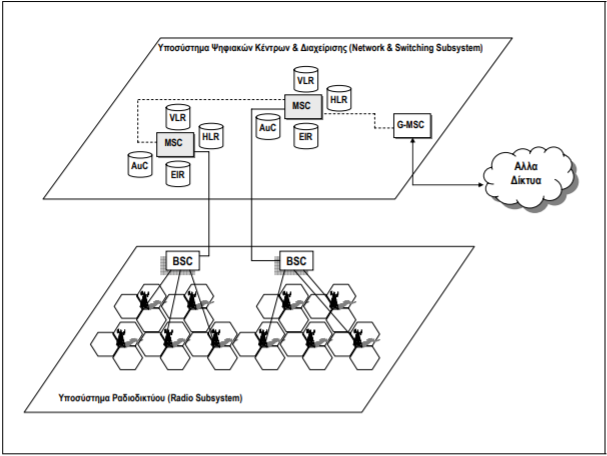 Υποσύστημα Ψηφιακών Κέντρων & Διαχείρισης (Network & Switching Subsystem)
VLR
HLR
MSC
AuC
EIR
G-MSC
VLR
HLR
MSC
AuC
EIR
Αλλα
Δίκτυα
BSC
BSC
Υποσύστημα Ραδιοδικτύου (Radio Subsystem)